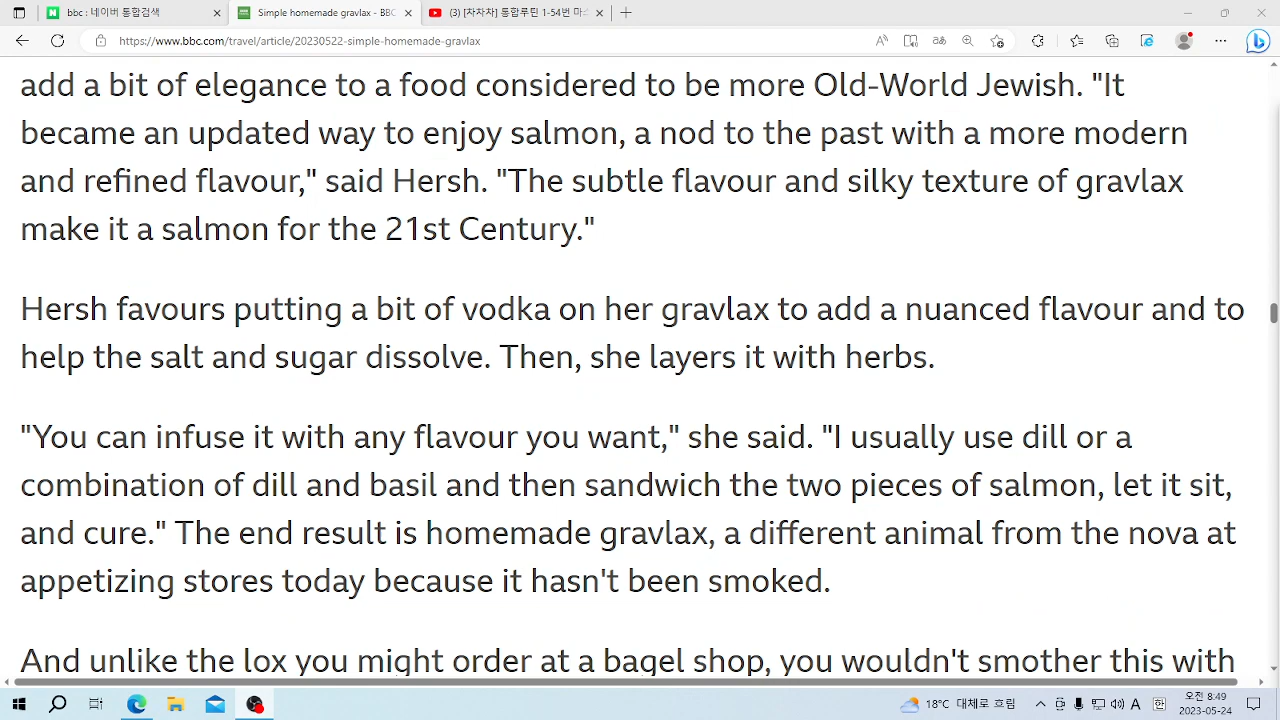 bbc : 네이버 통합검색
Simple homemade gravlax - BBC
(3) [차차차] 통합루틴 1-54번 마스
https://www.bbc.com/travel/article/20230522-simple-homemade-gravlax
add a bit of elegance to a food considered to be more Old-World Jewish. "It
became an updated way to enjoy salmon, a nod to the past with a more modern
and refined flavour," said Hersh. "The subtle flavour and silky texture of gravlax
make it a salmon for the 21st Century."
Hersh favours putting a bit of vodka on her gravlax to add a nuanced flavour and to
help the salt and sugar dissolve. Then, she layers it with herbs.
"You can infuse it with any flavour you want," she said. "I usually use dill or a
combination of dill and basil and then sandwich the two pieces of salmon, let it sit,
and cure." The end result is homemade gravlax, a different animal from the nova at
appetizing stores today because it hasn't been smoked.
And unlike the lox you might order at a bagel shop, you wouldn't smother this with
18°C 대체로 흐림
A
한
오전 8:49
2023-05-24